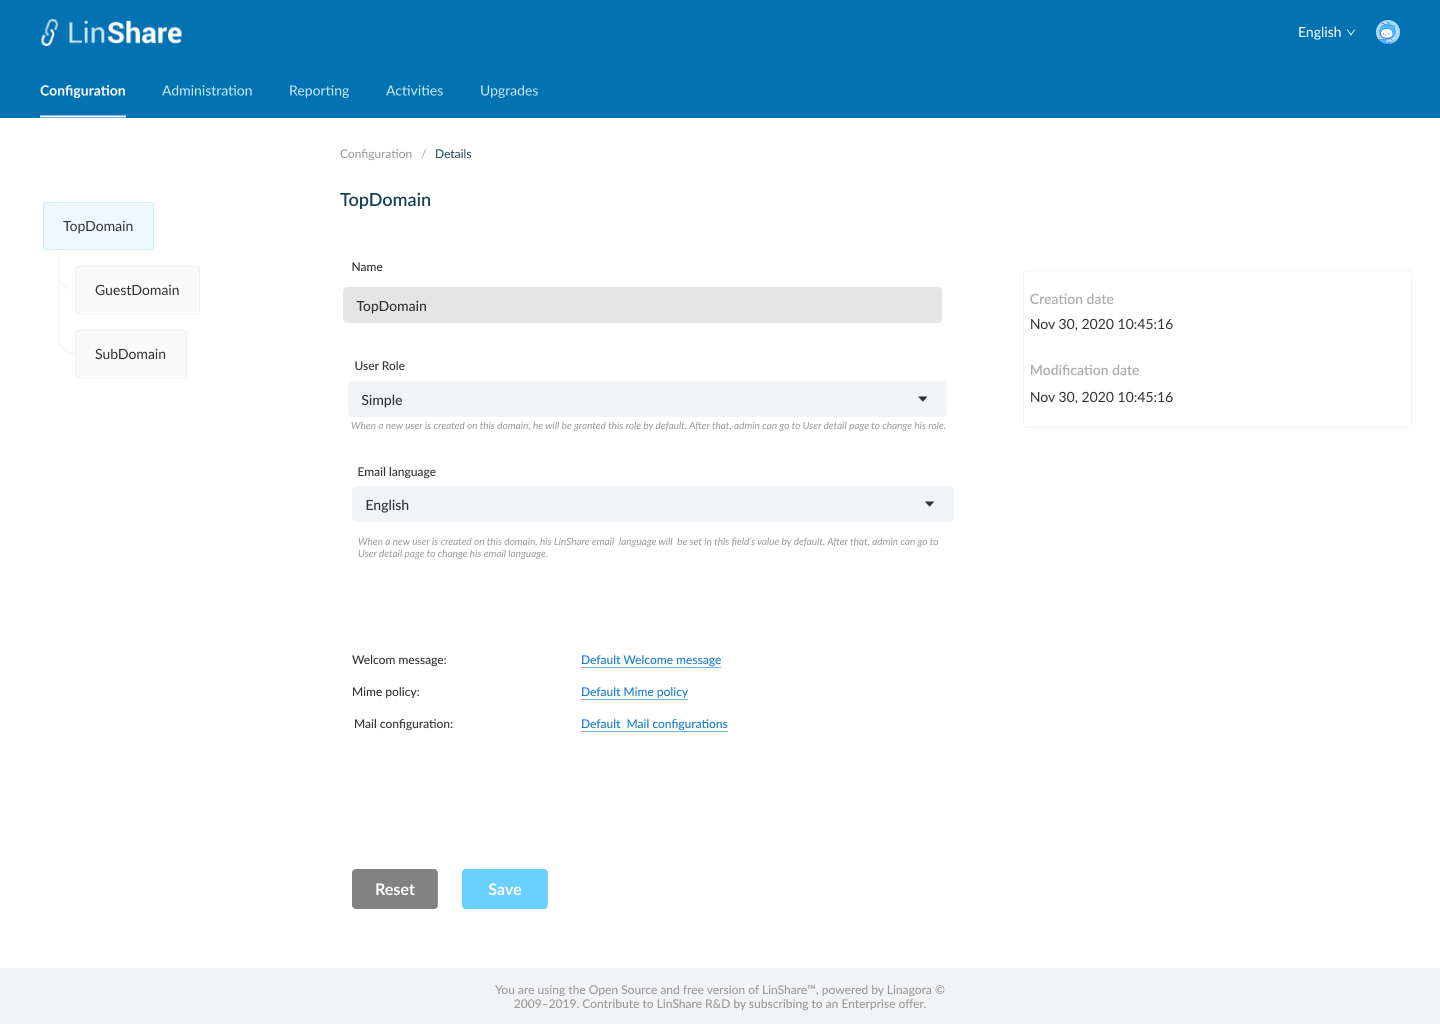 LinShare
English
Configuration
Administration
Reporting
Activities
Upgrades
Configuration / Details
TopDomain
TopDomain
GuestDomain
SubDomain
Name
TopDomain
User Role
Simple
When a new user is created on this domain, he will be granted this role by default. After that, admin can go to User detail page to change his role.
Email language
English
When a new user is created on this domain, his LinShare email  language will  be set in this field's value by default. After that, admin can go to
User detail page to change his email language.
Creation date
Nov 30, 2020 10:45:16
Modification date
Nov 30, 2020 10:45:16
Welcom message:
Default Welcome message
Mime policy:
Default Mime policy
Mail configuration:
Default  Mail configurations
Reset
Save
You are using the Open Source and free version of LinShare™, powered by Linagora ©
2009–2019. Contribute to LinShare R&D by subscribing to an Enterprise offer.